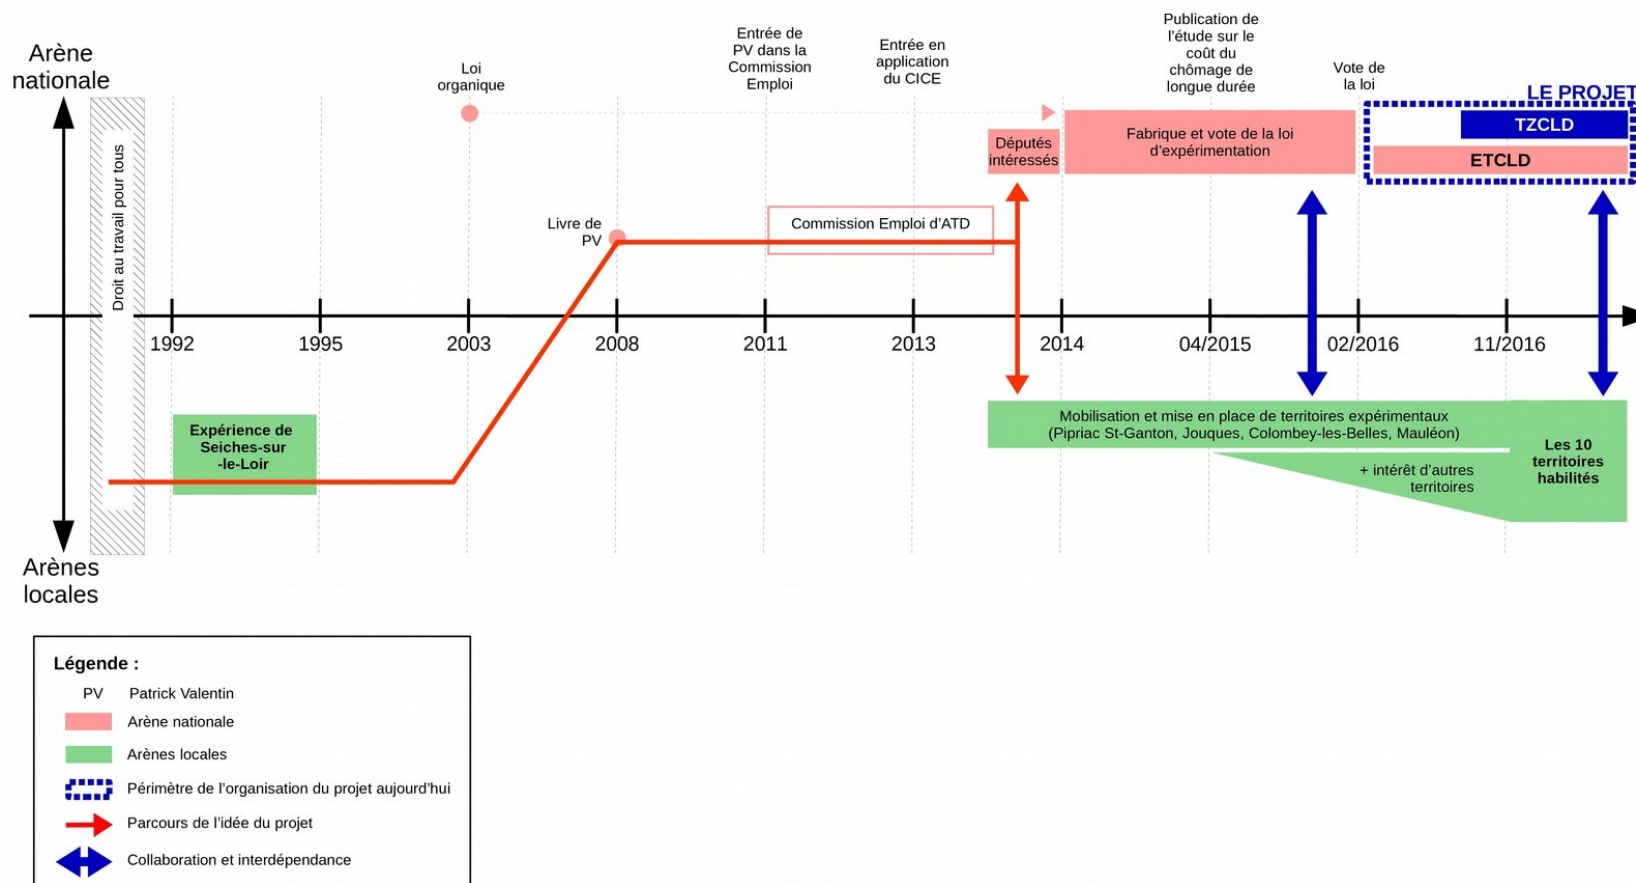 Arène
nationale
Loi
organique
Entrée de
PV dans la
Commission
Emploi
Entrée en
application
du CICE
Publication de
l’étude sur le
coût du
chômage de
longue durée
Vote de
la loi
LE PROJET
TZCLD
ETCLD
Députés
intéressés
Fabrique et vote de la loi
d’expérimentation
Droit au travail pour tous
Livre de
PV
Commission Emploi d’ATD
1992
1995
2003
2008
2011
2013
2014
04/2015
02/2016
11/2016
Expérience de
Seiches-sur
-le-Loir
Mobilisation et mise en place de territoires expérimentaux
(Pipriac St-Ganton, Jouques, Colombey-les-Belles, Mauléon)
+ intérêt d’autres
territoires
Les 10
territoires
habilités
Arènes
locales
Légende :
PV Patrick Valentin
Arène nationale
Arènes locales
Périmètre de l’organisation du projet aujourd’hui
Parcours de l’idée du projet
Collaboration et interdépendance